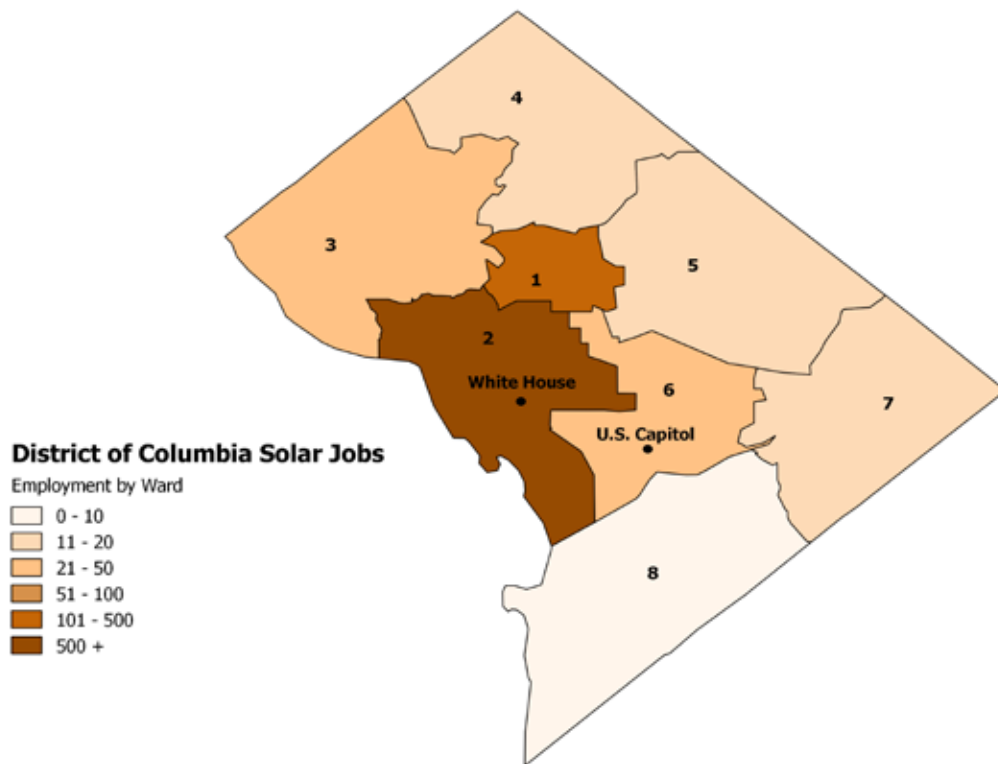 4
3
5
1
2
White House
6
7
U.S. Capitol
District of Columbia Solar Jobs
Employment by Ward
0 - 10
11 - 20
21 - 50
51 - 100
101 - 500
500 +
8